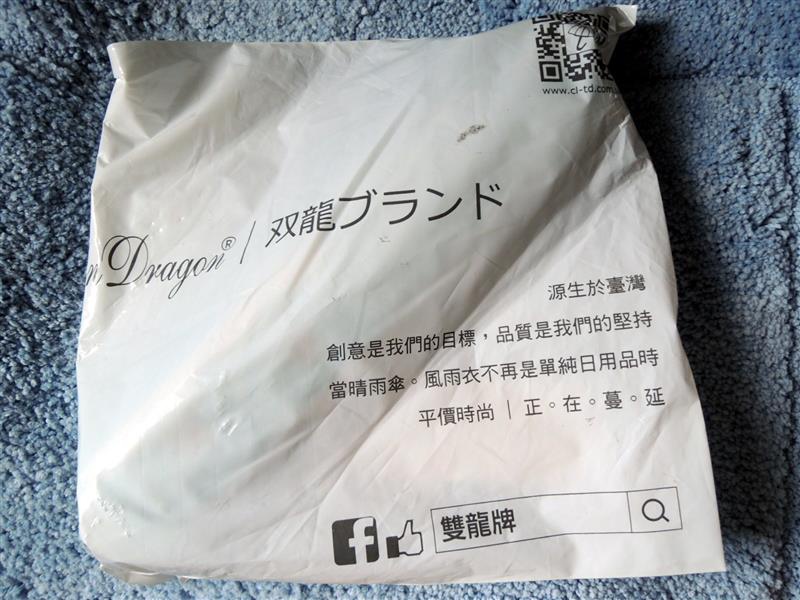 www.cl-td.com
n Dragon® | 双龍ブランド
源生於臺灣
創意是我們的目標，品質是我們的堅持
當晴雨傘。風雨衣不再是單純日用品時
平價時尚 | 正。在。蔓。延
雙龍牌